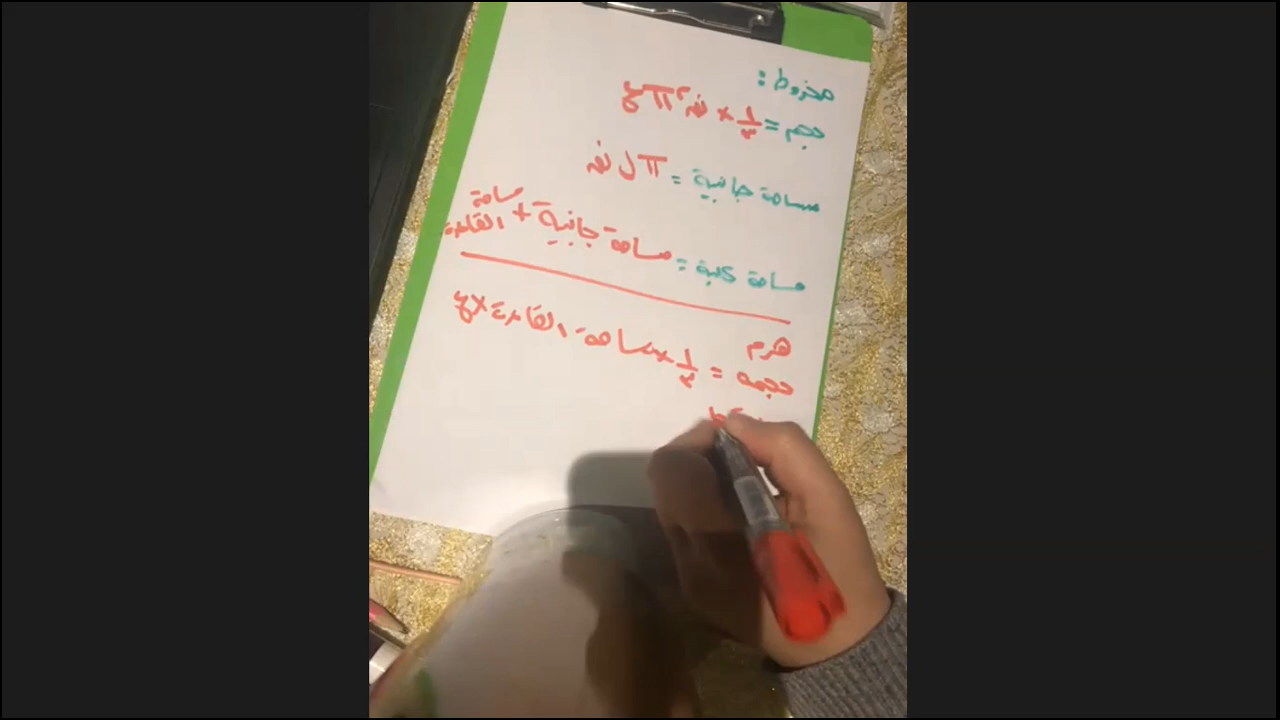 مخروط :
حجم = ١/٣ × نق² π ع
مساحة جانبية = π ل نق
مساحة كلية = مساحة جانبية + مساحة القاعدة
هرم
حجمه = ١/٣ × مساحة القاعدة × ع